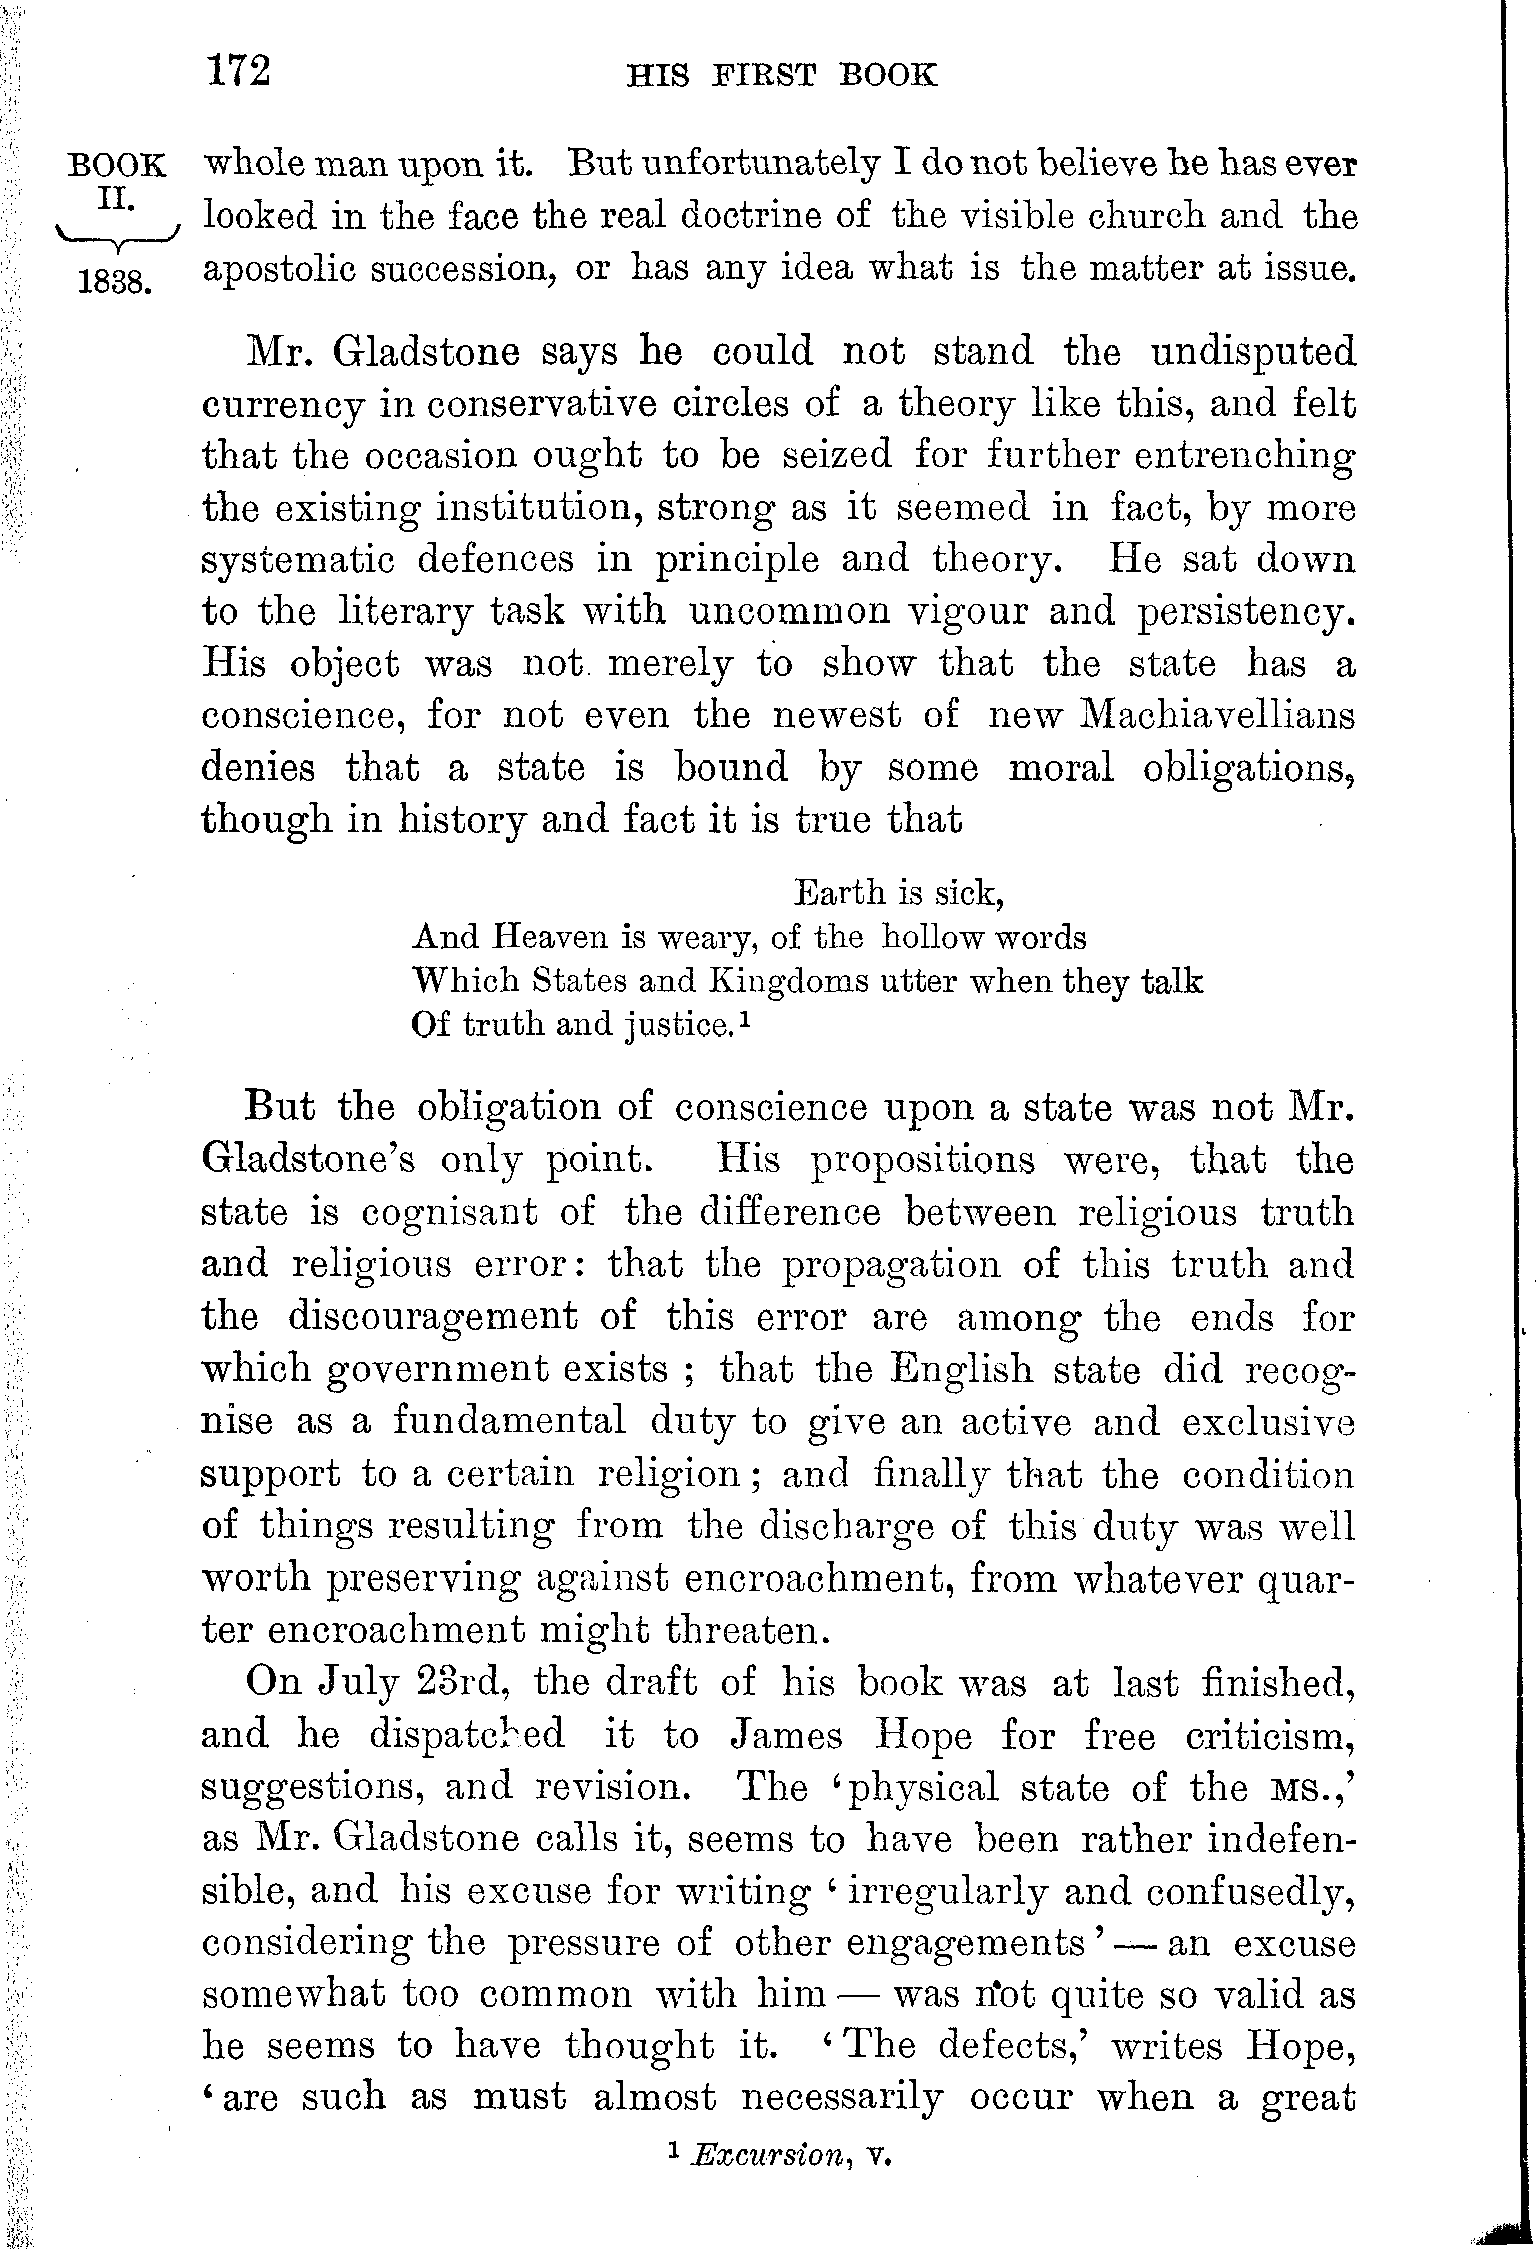 172
HIS FIRST BOOK
BOOK
II.
1838.
whole man upon it. But unfortunately I do not believe he has ever
looked in the face the real doctrine of the visible church and the
apostolic succession, or has any idea what is the matter at issue.
Mr. Gladstone says he could not stand the undisputed
currency in conservative circles of a theory like this, and felt
that the occasion ought to be seized for further entrenching
the existing institution, strong as it seemed in fact, by more
systematic defences in principle and theory. He sat down
to the literary task with uncommon vigour and persistency.
His object was not merely to show that the state has a
conscience, for not even the newest of new Machiavellians
denies that a state is bound by some moral obligations,
though in history and fact it is true that
Earth is sick,
And Heaven is weary, of the hollow words
Which States and Kingdoms utter when they talk
Of truth and justice.¹
But the obligation of conscience upon a state was not Mr.
Gladstone's only point. His propositions were, that the
state is cognisant of the difference between religious truth
and religious error: that the propagation of this truth and
the discouragement of this error are among the ends for
which government exists ; that the English state did recog-
nise as a fundamental duty to give an active and exclusive
support to a certain religion ; and finally that the condition
of things resulting from the discharge of this duty was well
worth preserving against encroachment, from whatever quar-
ter encroachment might threaten.
On July 23rd, the draft of his book was at last finished,
and he dispatched it to James Hope for free criticism,
suggestions, and revision. The ‘physical state of the MS.,’
as Mr. Gladstone calls it, seems to have been rather indefen-
sible, and his excuse for writing ‘ irregularly and confusedly,
considering the pressure of other engagements ’ — an excuse
somewhat too common with him — was not quite so valid as
he seems to have thought it. ‘ The defects,’ writes Hope,
‘ are such as must almost necessarily occur when a great
¹ Excursion, v.